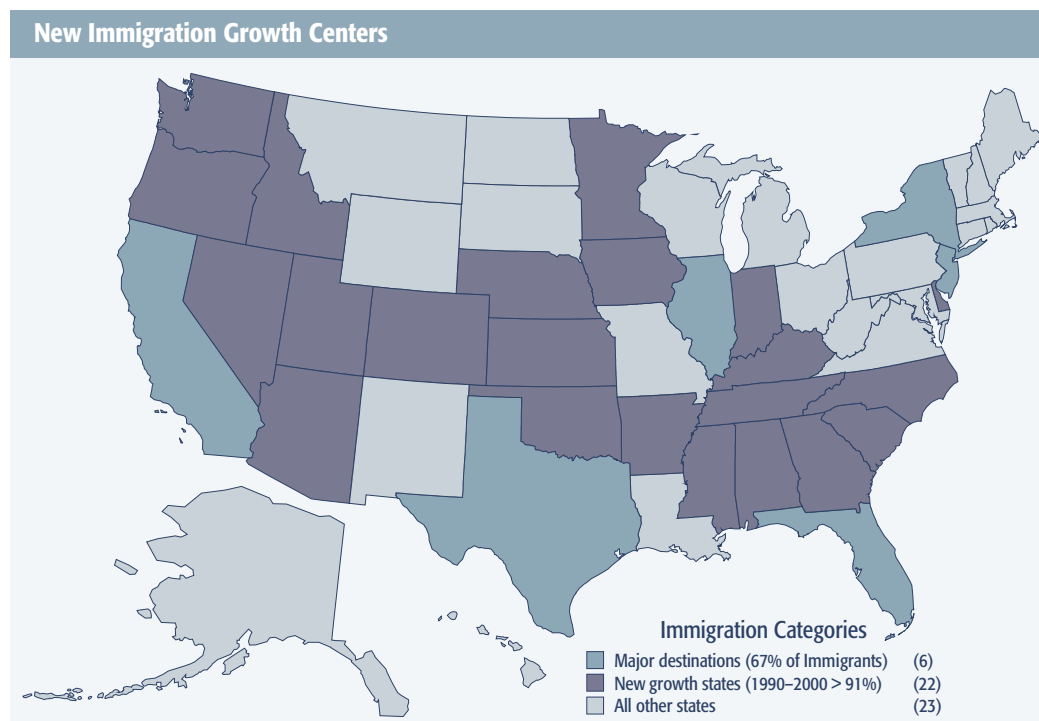 New Immigration Growth Centers
Immigration Categories
Major destinations (67% of Immigrants) (6)
New growth states (1990–2000 > 91%) (22)
All other states (23)